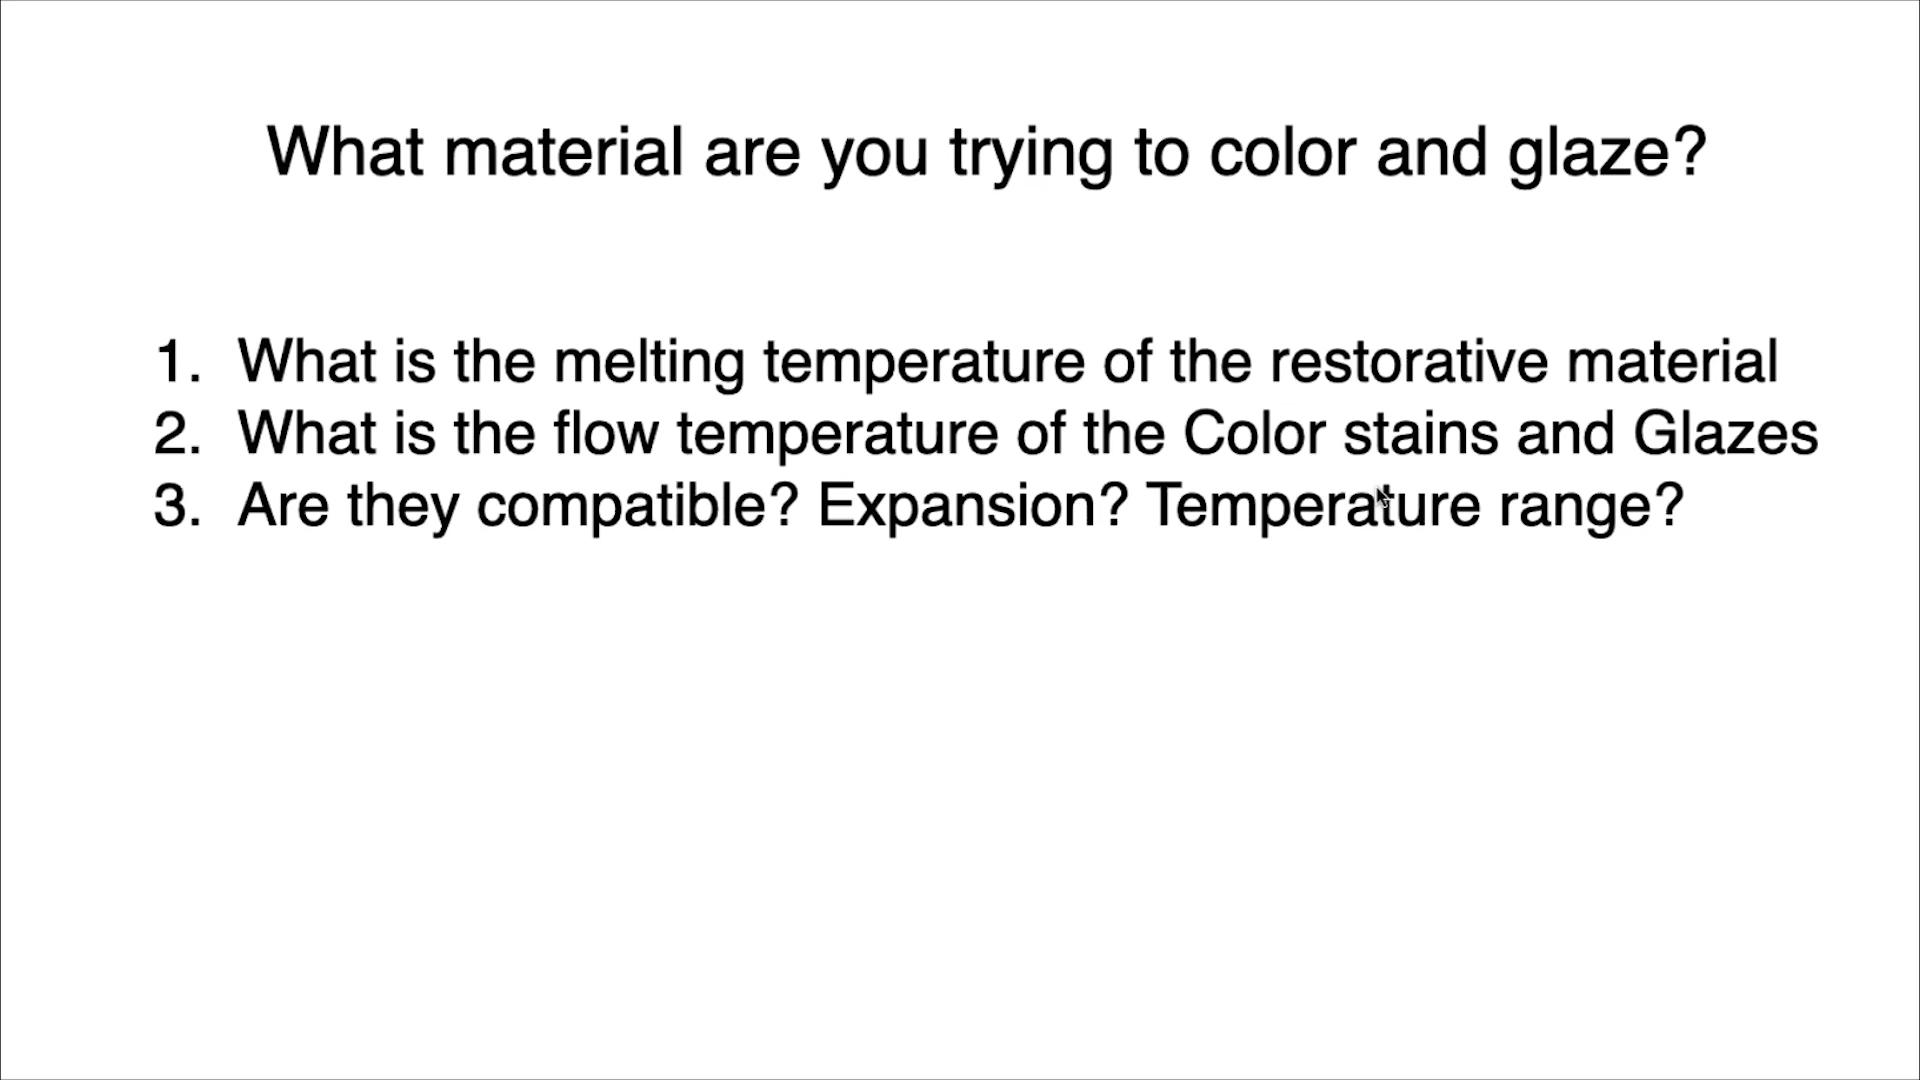 What material are you trying to color and glaze?
1. What is the melting temperature of the restorative material
2. What is the flow temperature of the Color stains and Glazes
3. Are they compatible? Expansion? Temperature range?